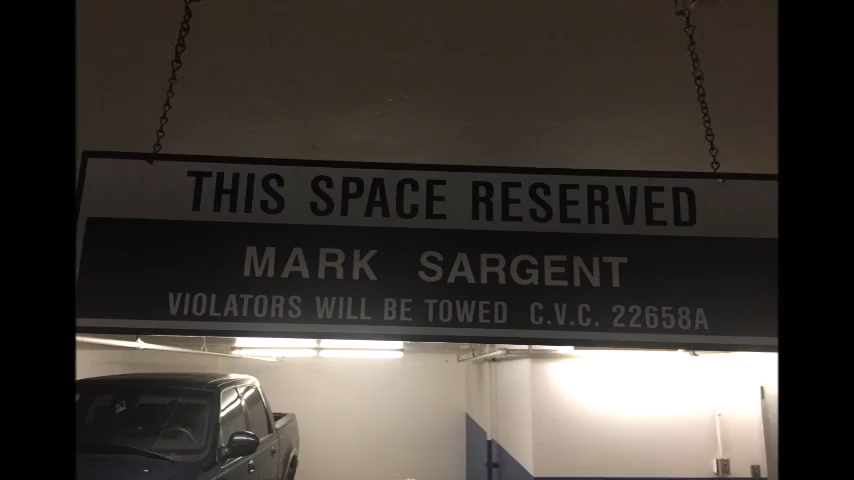 THIS SPACE RESERVED
MARK SARGENT
VIOLATORS WILL BE TOWED C.V.C. 22658A